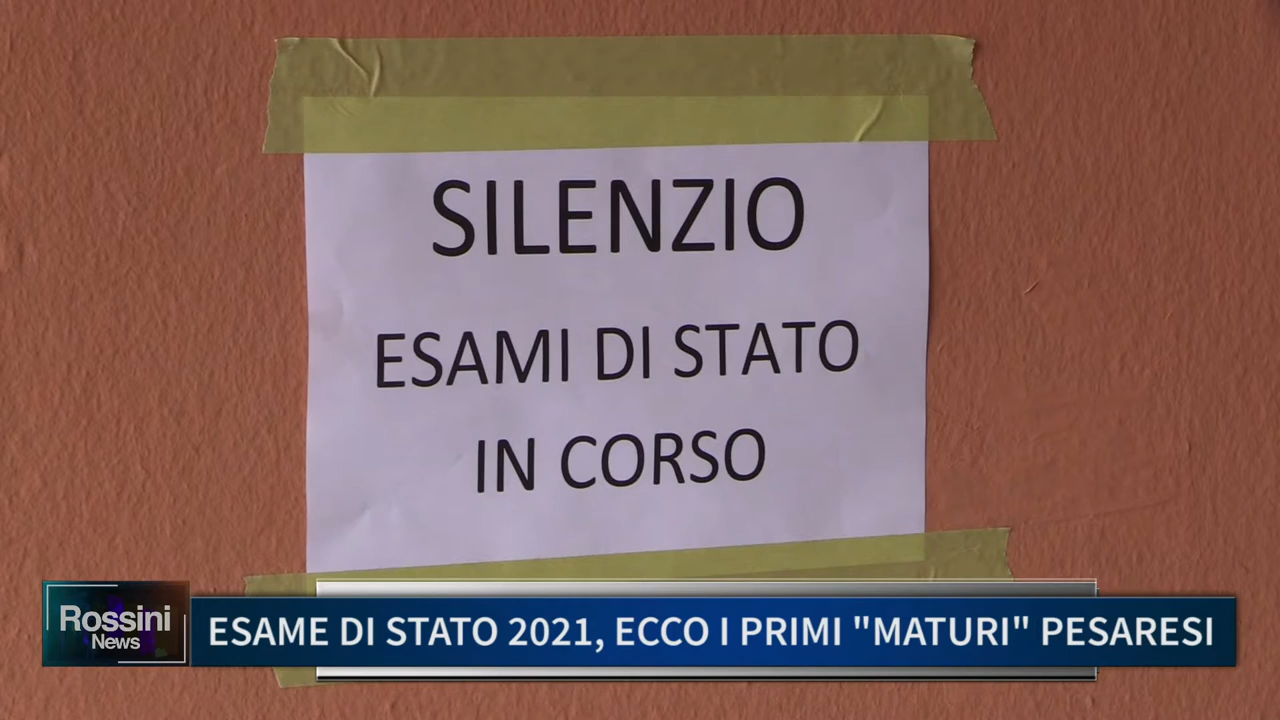 SILENZIO
ESAMI DI STATO
IN CORSO
Rossini
News
ESAME DI STATO 2021, ECCO I PRIMI "MATURI" PESARESI